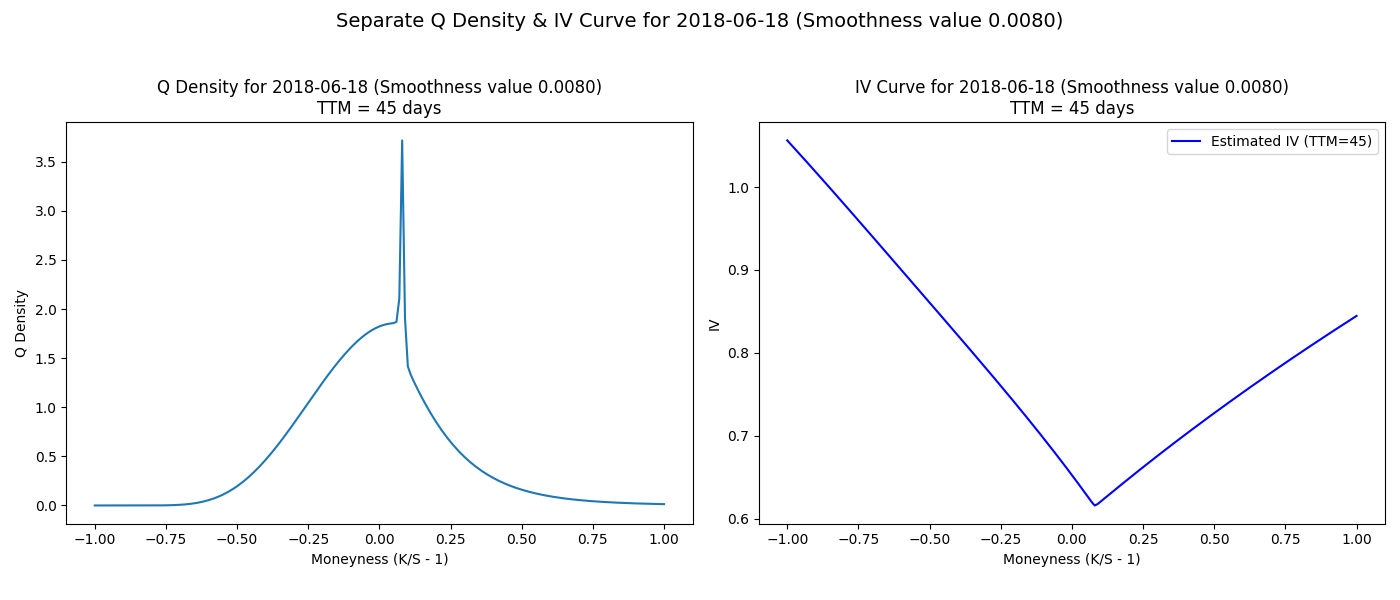 Separate Q Density & IV Curve for 2018-06-18 (Smoothness value 0.0080)
Q Density for 2018-06-18 (Smoothness value 0.0080)
TTM = 45 days
3.5
3.0
2.5
2.0
1.5
1.0
0.5
0.0
Q Density
−1.00 −0.75 −0.50 −0.25 0.00 0.25 0.50 0.75 1.00
Moneyness (K/S - 1)
IV Curve for 2018-06-18 (Smoothness value 0.0080)
TTM = 45 days
Estimated IV (TTM=45)
1.0
0.9
0.8
0.7
0.6
IV
−1.00 −0.75 −0.50 −0.25 0.00 0.25 0.50 0.75 1.00
Moneyness (K/S - 1)